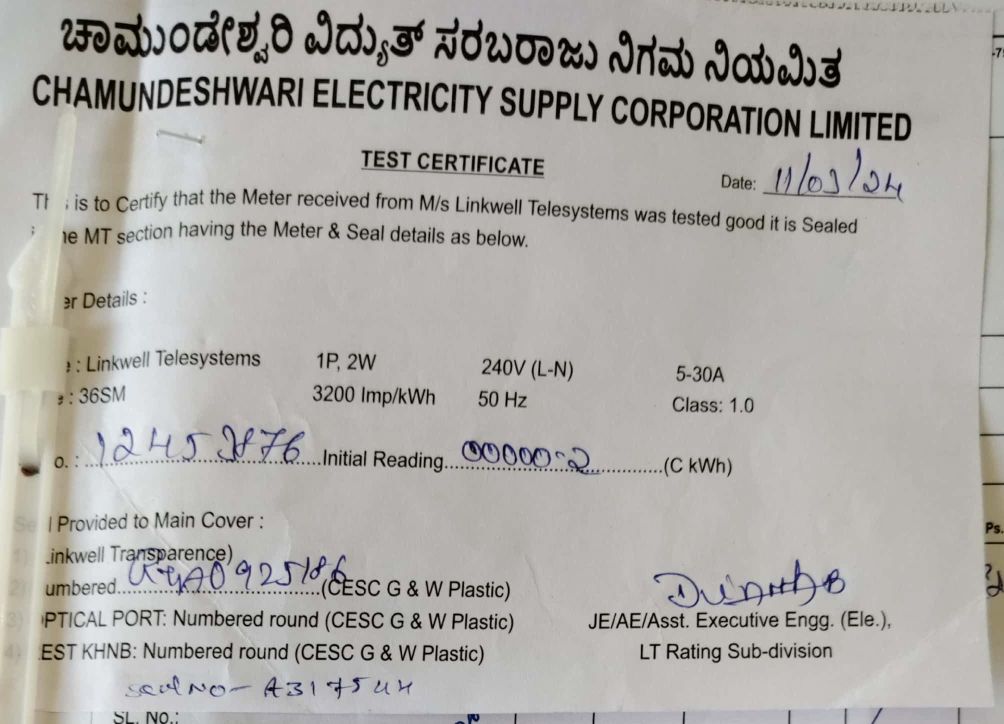 ಚಾಮುಂಡೇಶ್ವರಿ ವಿದ್ಯುತ್ ಸರಬರಾಜು ನಿಗಮ ನಿಯಮಿತ
CHAMUNDESHWARI ELECTRICITY SUPPLY CORPORATION LIMITED
TEST CERTIFICATE
Date: 11/03/24
is to Certify that the Meter received from M/s Linkwell Telesystems was tested good it is Sealed
MT section having the Meter & Seal details as below.
Details :
: Linkwell Telesystems 1P, 2W 240V (L-N) 5-30A
: 36SM 3200 Imp/kWh 50 Hz Class: 1.0
o. : Initial Reading 00000-2 (C kWh)
Provided to Main Cover :
Linkwell Transparence)
umbered (CESC G & W Plastic)
PTICAL PORT: Numbered round (CESC G & W Plastic) JE/AE/Asst. Executive Engg. (Ele.),
EST KHNB: Numbered round (CESC G & W Plastic) LT Rating Sub-division
seal NO- A317544
SL. NO.:
Ps.